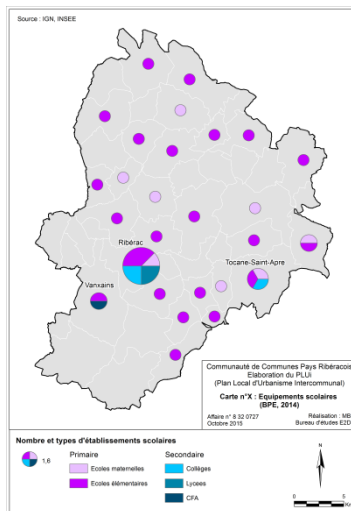 Source : IGN, INSEE
Ribérac
Tocane-Saint-Apre
Vanxains
Communauté de Communes Pays Ribéracois
Elaboration du PLUi
(Plan Local d'Urbanisme Intercommunal)
Carte n°X : Equipements scolaires
(BPE, 2014)
Affaire n° 8 32 0727
Réalisation : MB
Octobre 2015
Bureau d'études E2D
Nombre et types d'établissements scolaires
1,6
Primaire
Secondaire
Ecoles maternelles
Collèges
Ecoles élémentaires
Lycees
CFA
N
0
5